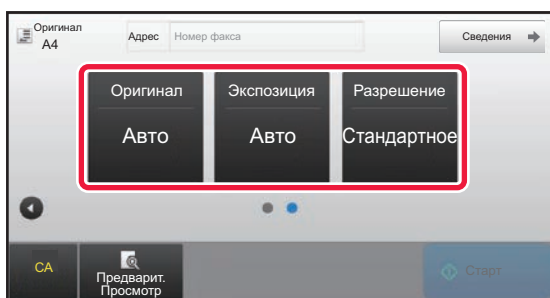 Оригинал
A4
Адрес
Номер факса
Сведения
Оригинал
Экспозиция
Разрешение
Авто
Авто
Стандартное
CA
Предварит.
Просмотр
Старт